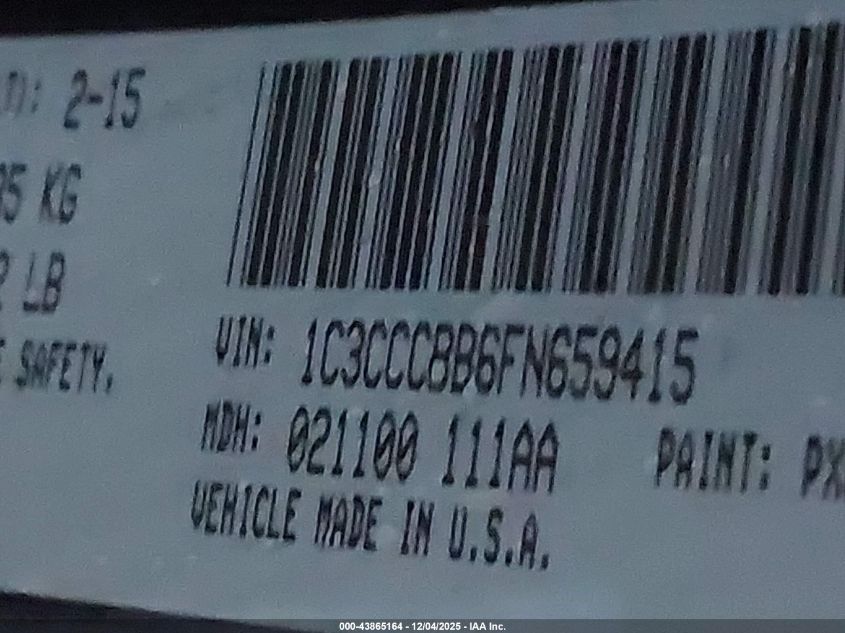 D: 2-15
5 KG
LB
SAFETY.
VIN: 1C3CCCBB6FN659415
MDH: 021100 111AA PAINT: PX
VEHICLE MADE IN U.S.A.
000-43865164 - 12/04/2025 - IAA Inc.